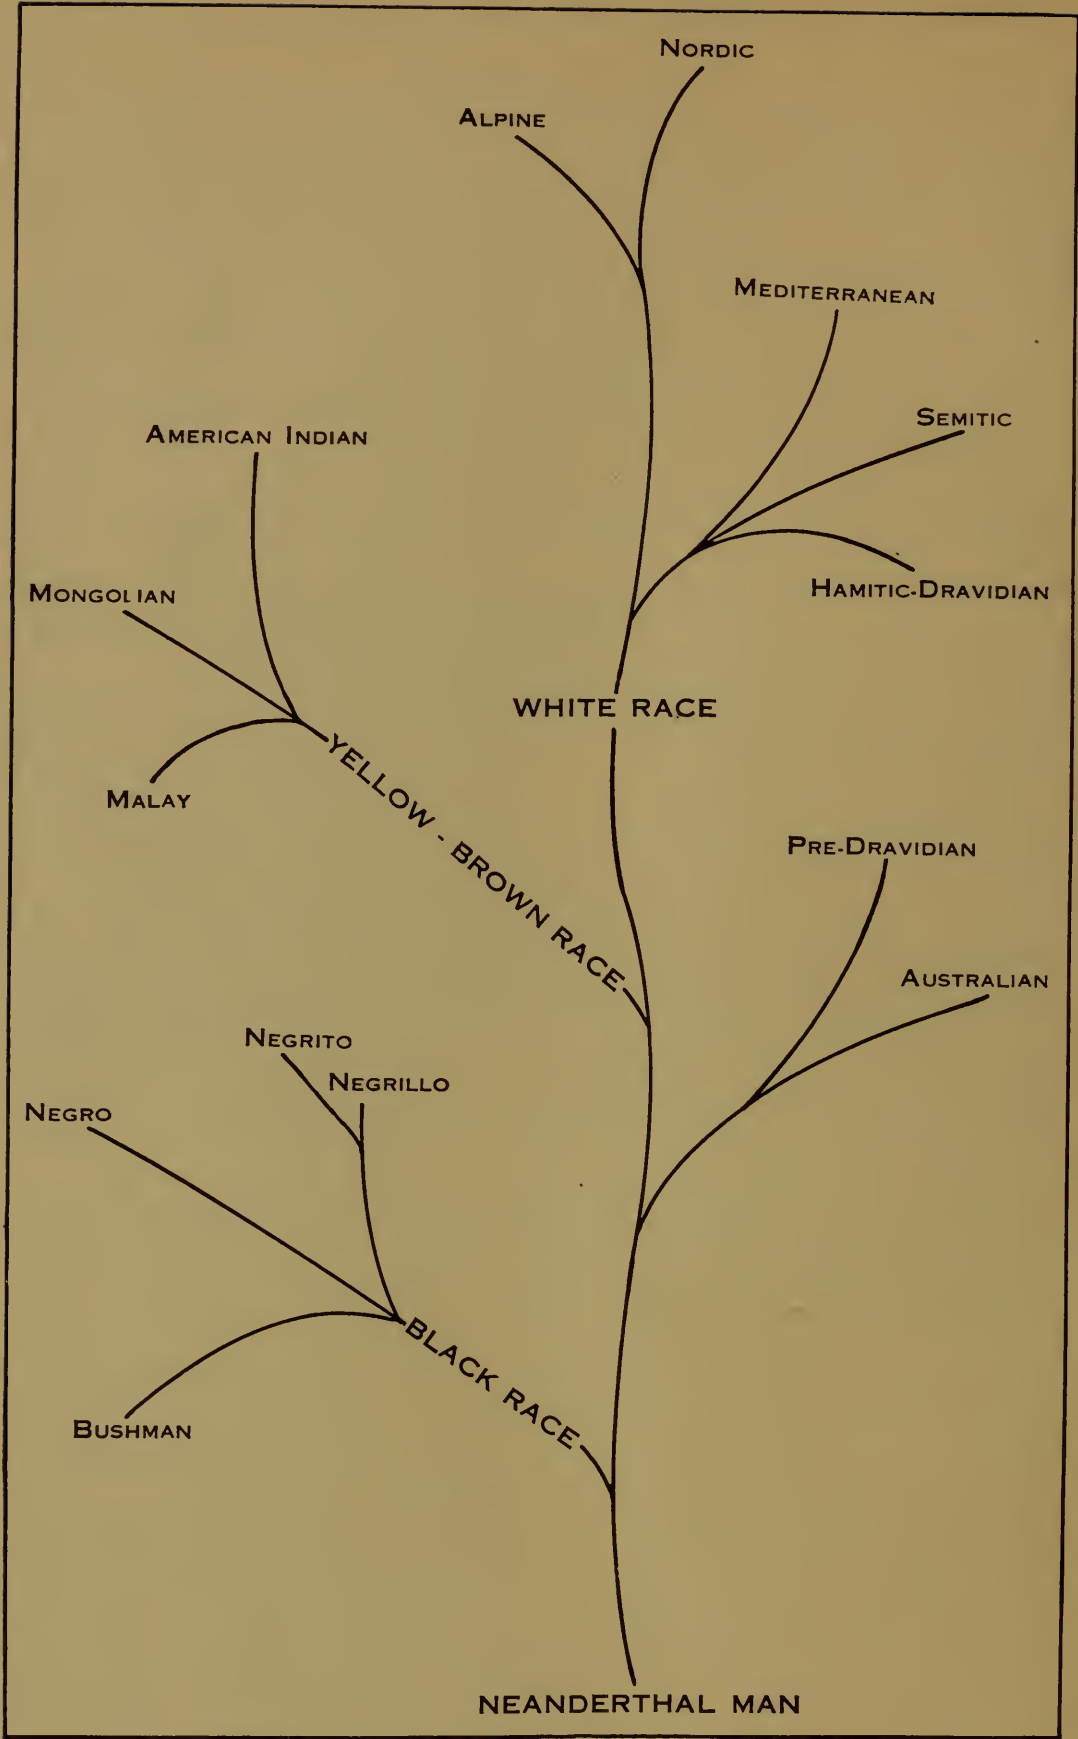 NORDIC
ALPINE
MEDITERRANEAN
SEMITIC
AMERICAN INDIAN
HAMITIC-DRAVIDIAN
MONGOLIAN
WHITE RACE
MALAY
YELLOW - BROWN RACE
PRE-DRAVIDIAN
AUSTRALIAN
NEGRITO
NEGRILLO
NEGRO
BLACK RACE
BUSHMAN
NEANDERTHAL MAN